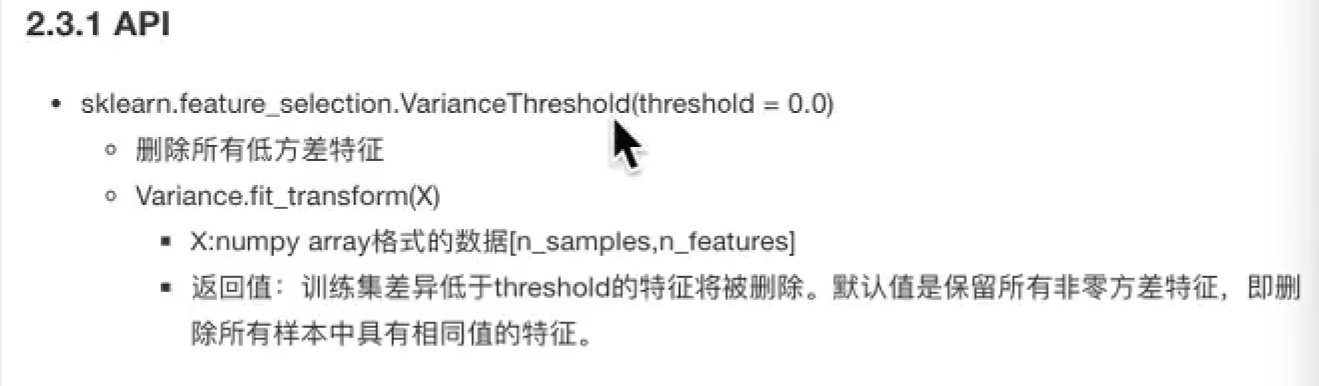 2.3.1 API
• sklearn.feature_selection.VarianceThreshold(threshold = 0.0)
◦ 删除所有低方差特征
◦ Variance.fit_transform(X)
▪ X:numpy array格式的数据[n_samples,n_features]
▪ 返回值：训练集差异低于threshold的特征将被删除。默认值是保留所有非零方差特征，即删
除所有样本中具有相同值的特征。